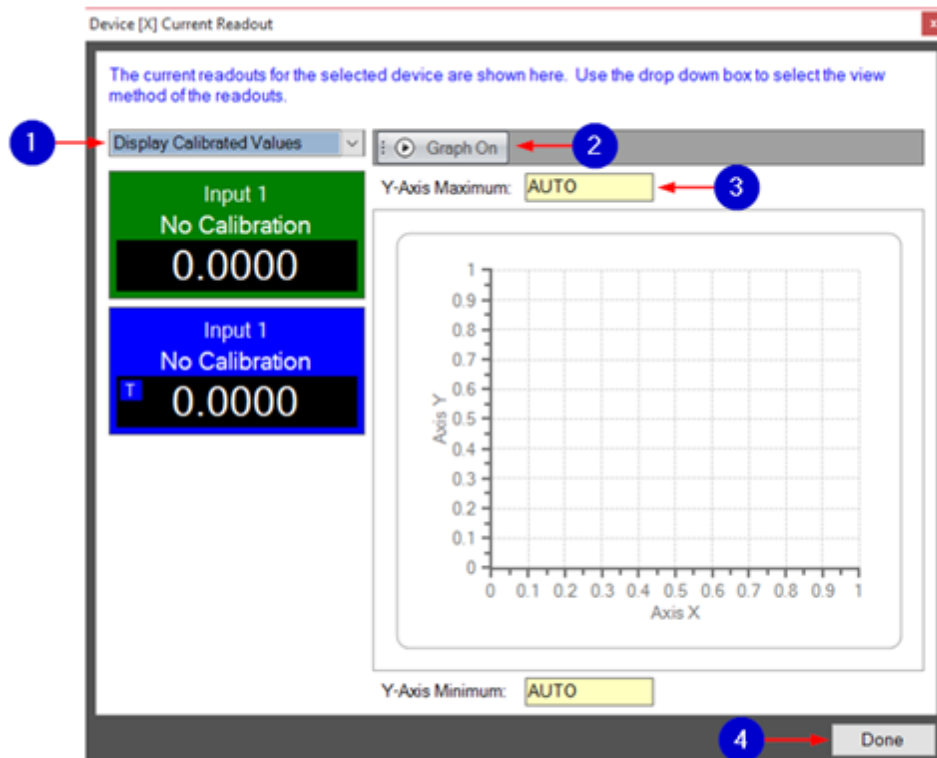 Device [X] Current Readout
x
The current readouts for the selected device are shown here. Use the drop down box to select the view
method of the readouts.
1
Display Calibrated Values
Graph On
2
Y-Axis Maximum:
AUTO
3
Input 1
No Calibration
0.0000
Input 1
No Calibration
T
0.0000
1
0.9
0.8
0.7
0.6
0.5
0.4
0.3
0.2
0.1
0
Axis Y
0 0.1 0.2 0.3 0.4 0.5 0.6 0.7 0.8 0.9 1
Axis X
Y-Axis Minimum:
AUTO
4
Done